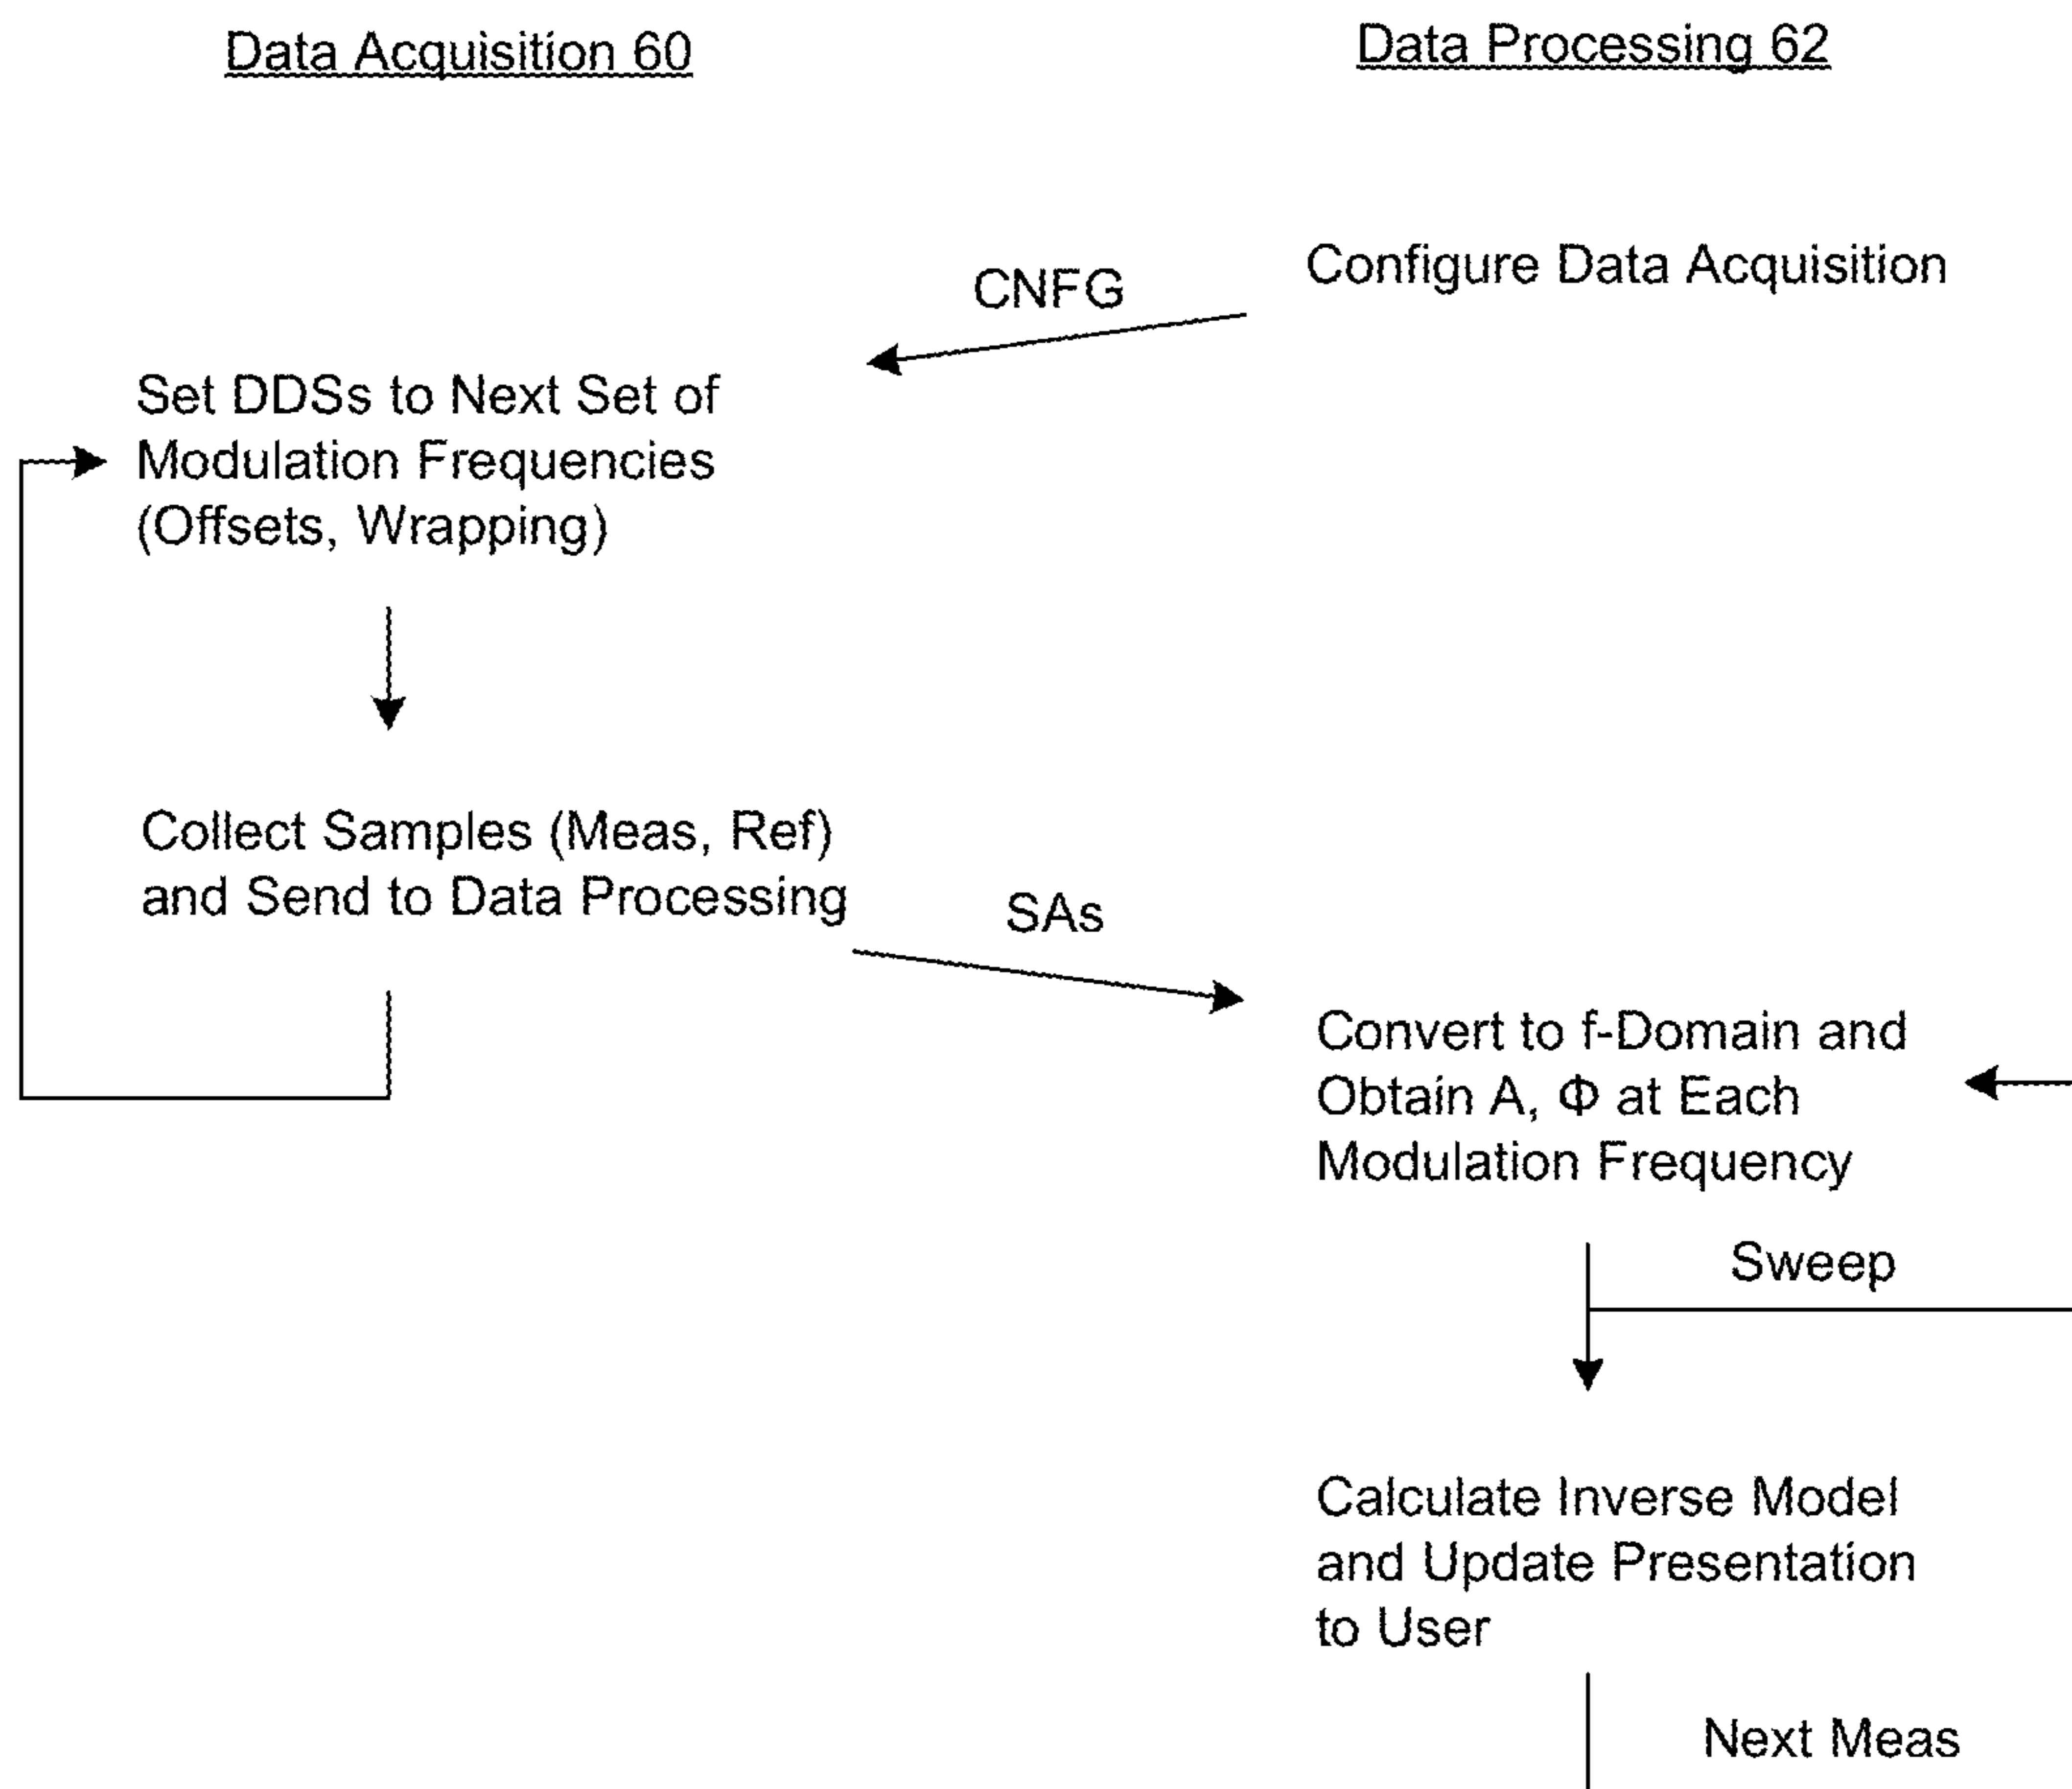 Data Acquisition 60
Data Processing 62
Configure Data Acquisition
CNFG
Set DDSs to Next Set of
Modulation Frequencies
(Offsets, Wrapping)
Collect Samples (Meas, Ref)
and Send to Data Processing
SAs
Convert to f-Domain and
Obtain A, Φ at Each
Modulation Frequency
Sweep
Calculate Inverse Model
and Update Presentation
to User
Next Meas